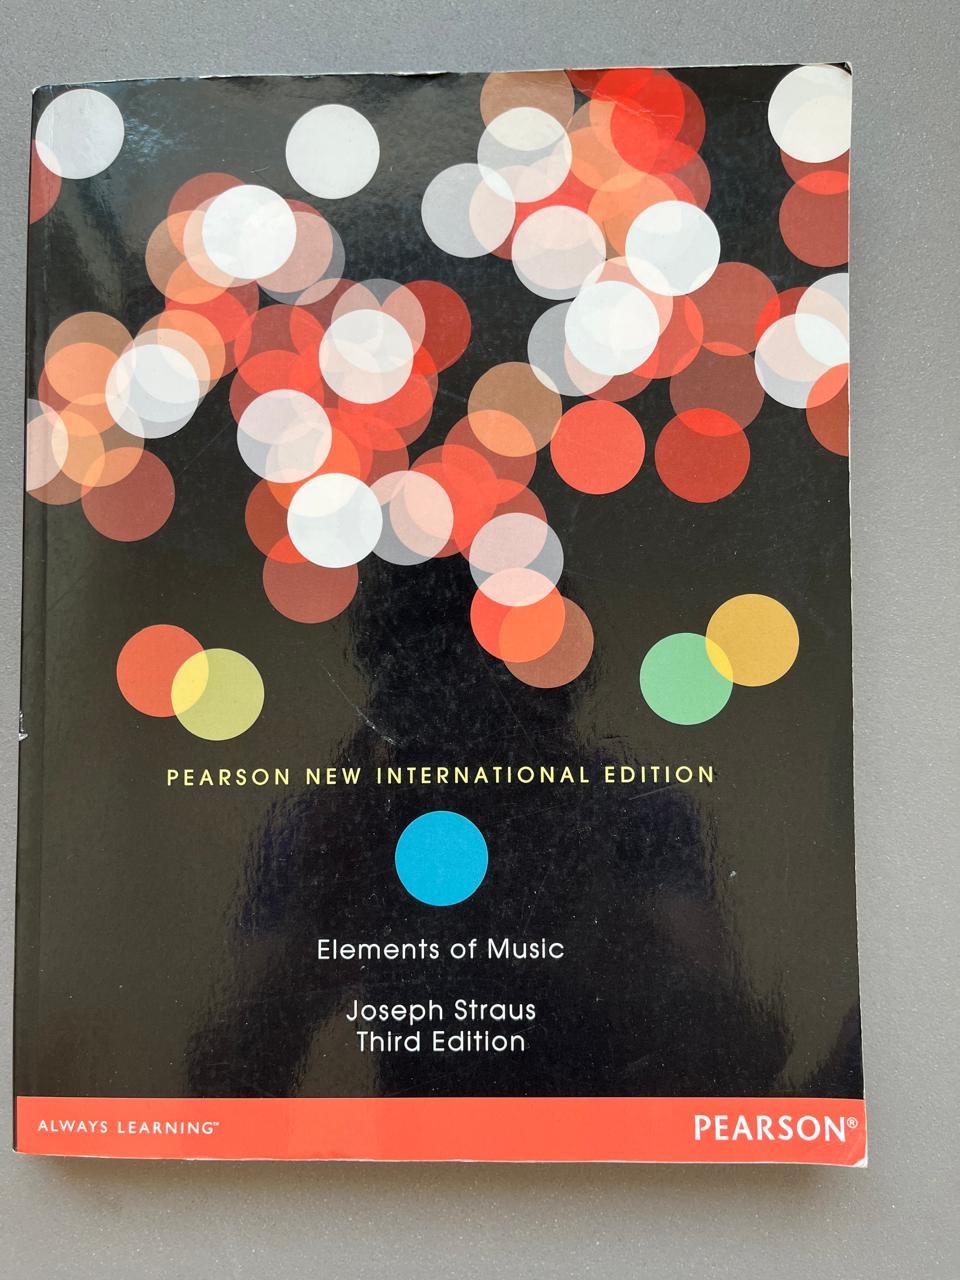 PEARSON NEW INTERNATIONAL EDITION
Elements of Music
Joseph Straus
Third Edition
ALWAYS LEARNING™
PEARSON®